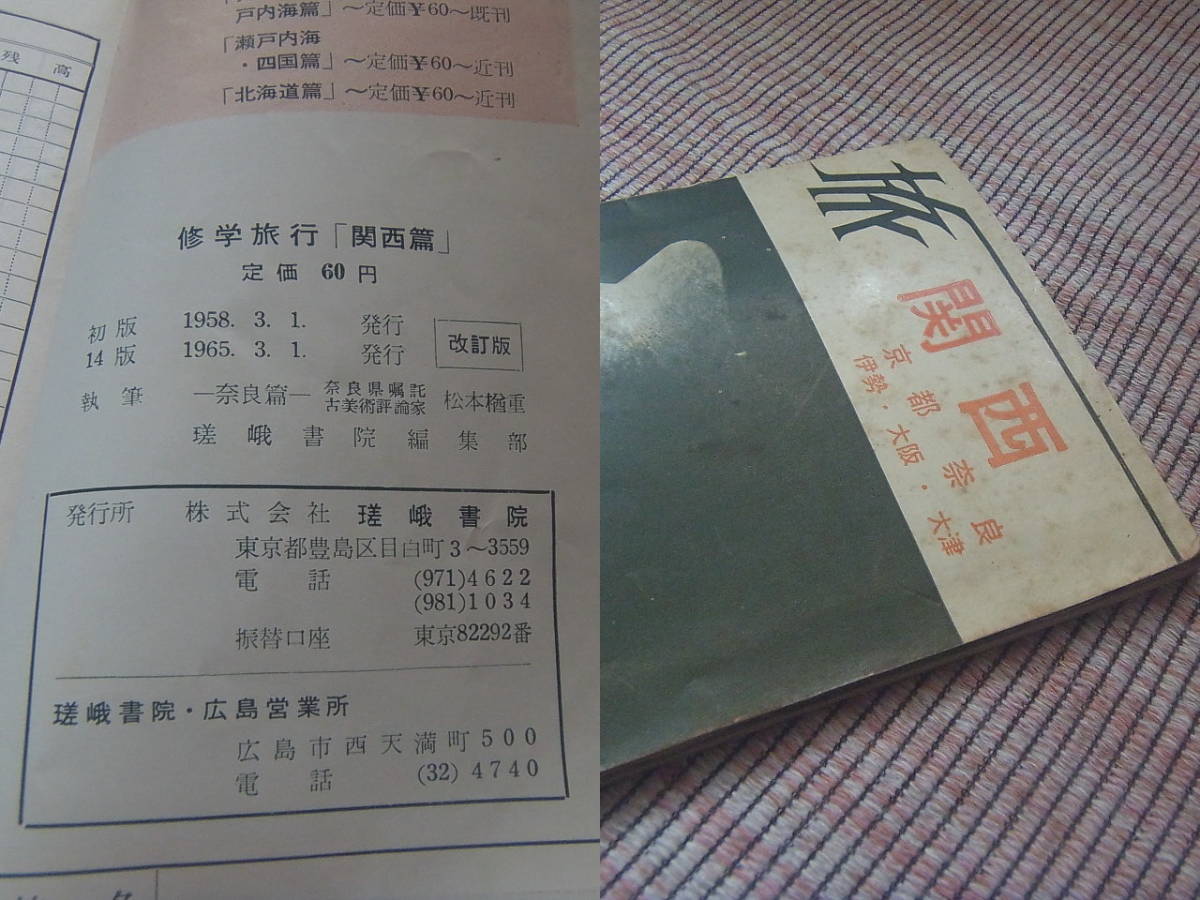 残高
戸内海篇」～定価¥60～既刊
「瀬戸内海
・四国篇」～定価¥60～近刊
「北海道篇」～定価¥60～近刊
修学旅行「関西篇」
定価 60円
初版 1958. 3. 1. 発行
14版 1965. 3. 1. 発行
改訂版
執筆 ―奈良篇― 奈良県嘱託 古美術評論家 松本楢重
瑳峨書院編集部
発行所 株式会社 瑳峨書院
東京都豊島区目白町3～3559
電話 (971)4622
(981)1034
振替口座 東京82292番
瑳峨書院・広島営業所
広島市西天満町500
電話 (32)4740
旅
関西
京都 奈良
伊勢・大阪・大津